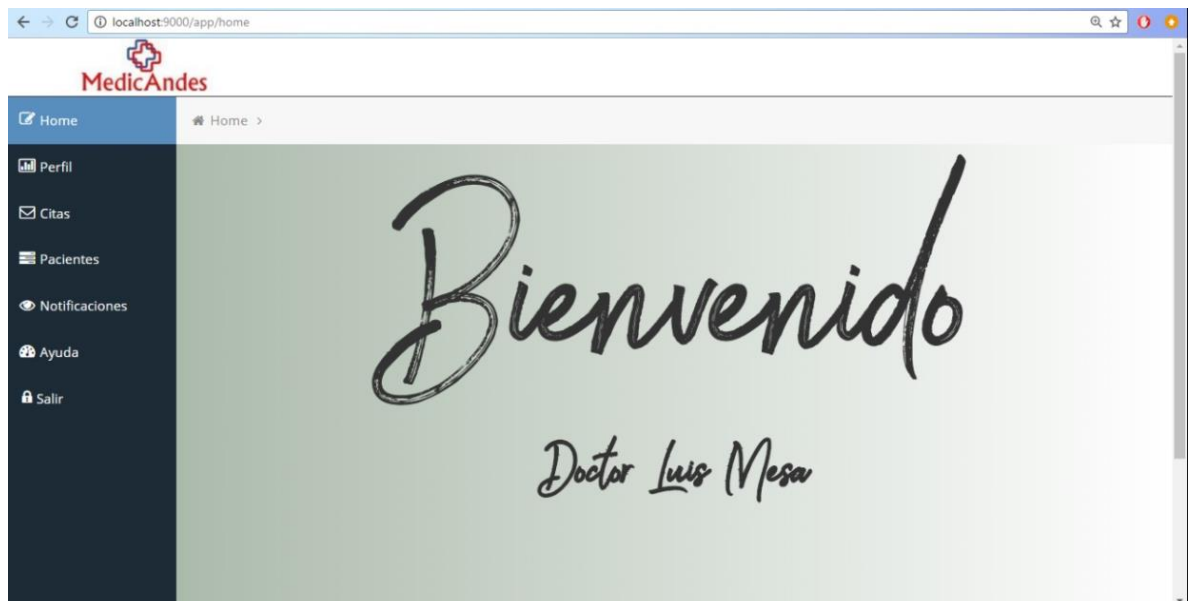 localhost:9000/app/home
MedicAndes
Home
Home >
Perfil
Citas
Pacientes
Notificaciones
Ayuda
Salir
Bienvenido
Doctor Luis Mesa